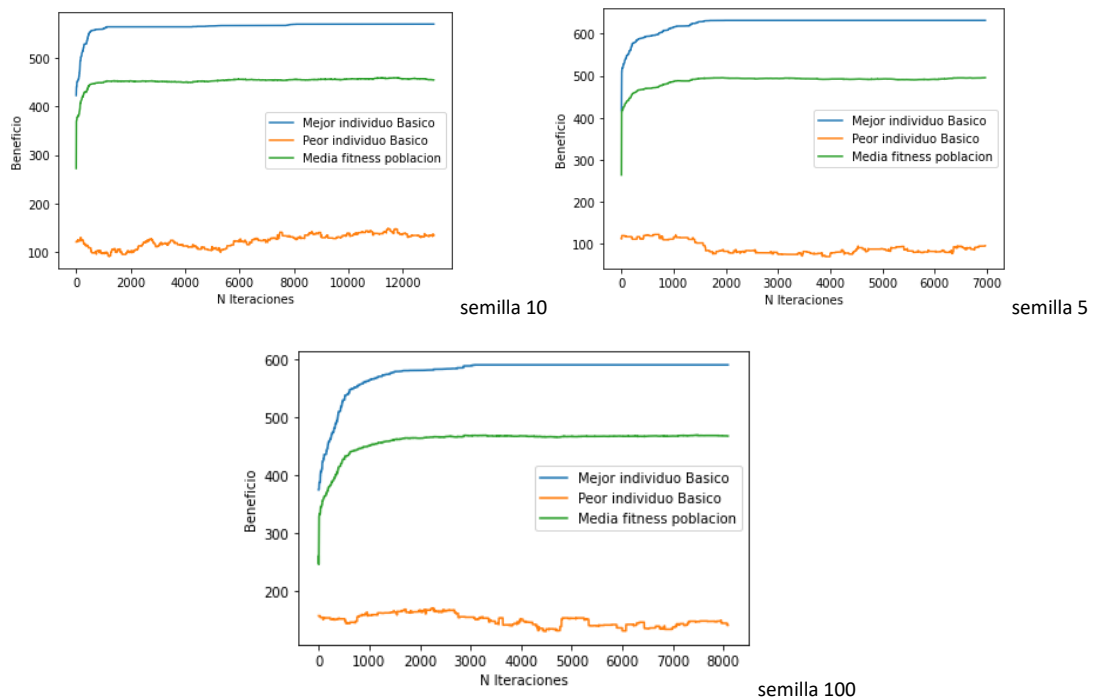 500
400
300
200
100
Beneficio
Mejor individuo Basico
Peor individuo Basico
Media fitness poblacion
0 2000 4000 6000 8000 10000 12000
N Iteraciones
semilla 10
600
500
400
300
200
100
Beneficio
Mejor individuo Basico
Peor individuo Basico
Media fitness poblacion
0 1000 2000 3000 4000 5000 6000 7000
N Iteraciones
semilla 5
600
500
400
300
200
Beneficio
Mejor individuo Basico
Peor individuo Basico
Media fitness poblacion
0 1000 2000 3000 4000 5000 6000 7000 8000
N Iteraciones
semilla 100